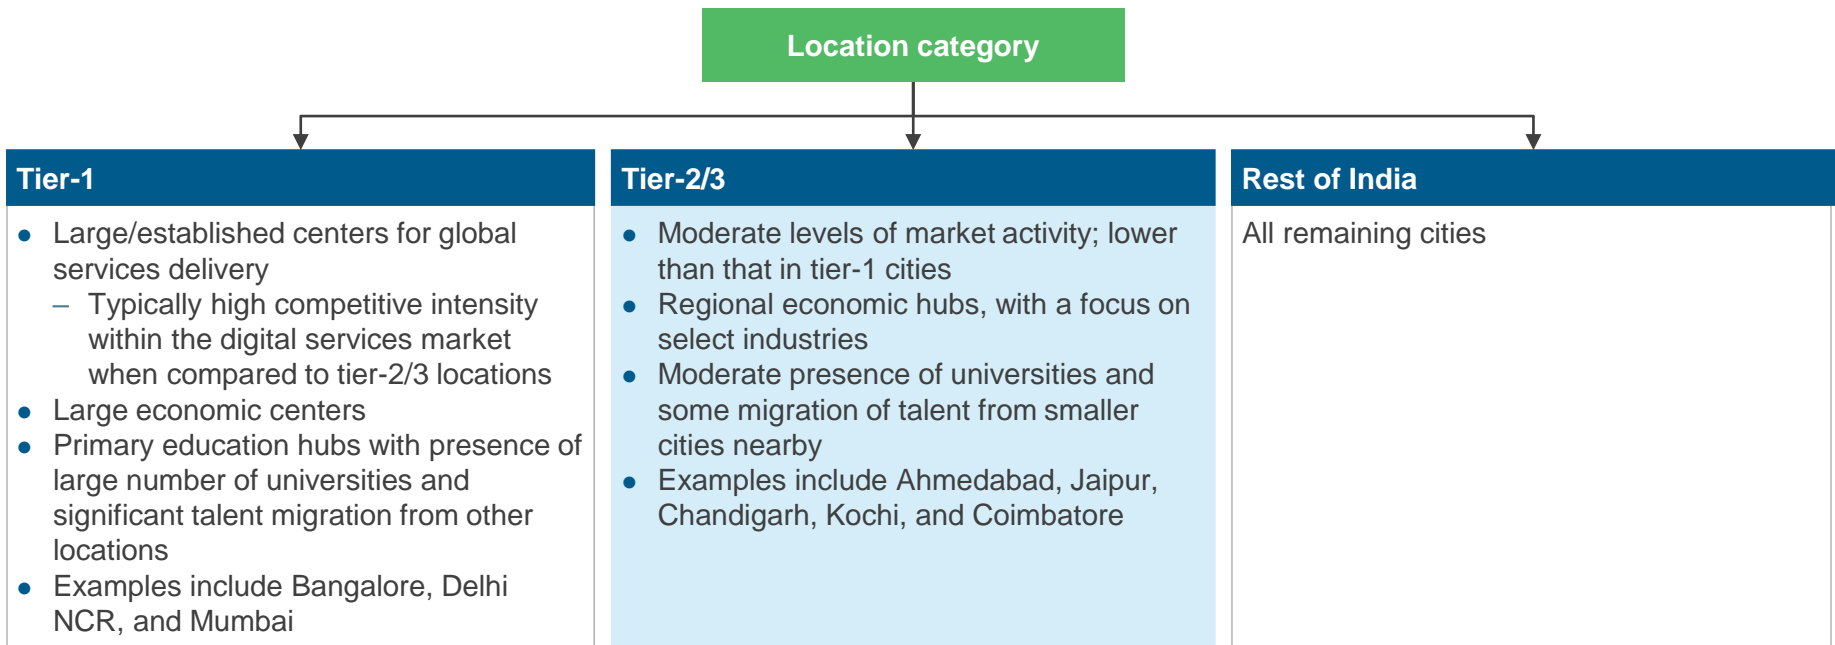 Location category
Tier-1
● Large/established centers for global
services delivery
– Typically high competitive intensity
within the digital services market
when compared to tier-2/3 locations
● Large economic centers
● Primary education hubs with presence of
large number of universities and
significant talent migration from other
locations
● Examples include Bangalore, Delhi
NCR, and Mumbai
Tier-2/3
● Moderate levels of market activity; lower
than that in tier-1 cities
● Regional economic hubs, with a focus on
select industries
● Moderate presence of universities and
some migration of talent from smaller
cities nearby
● Examples include Ahmedabad, Jaipur,
Chandigarh, Kochi, and Coimbatore
Rest of India
All remaining cities